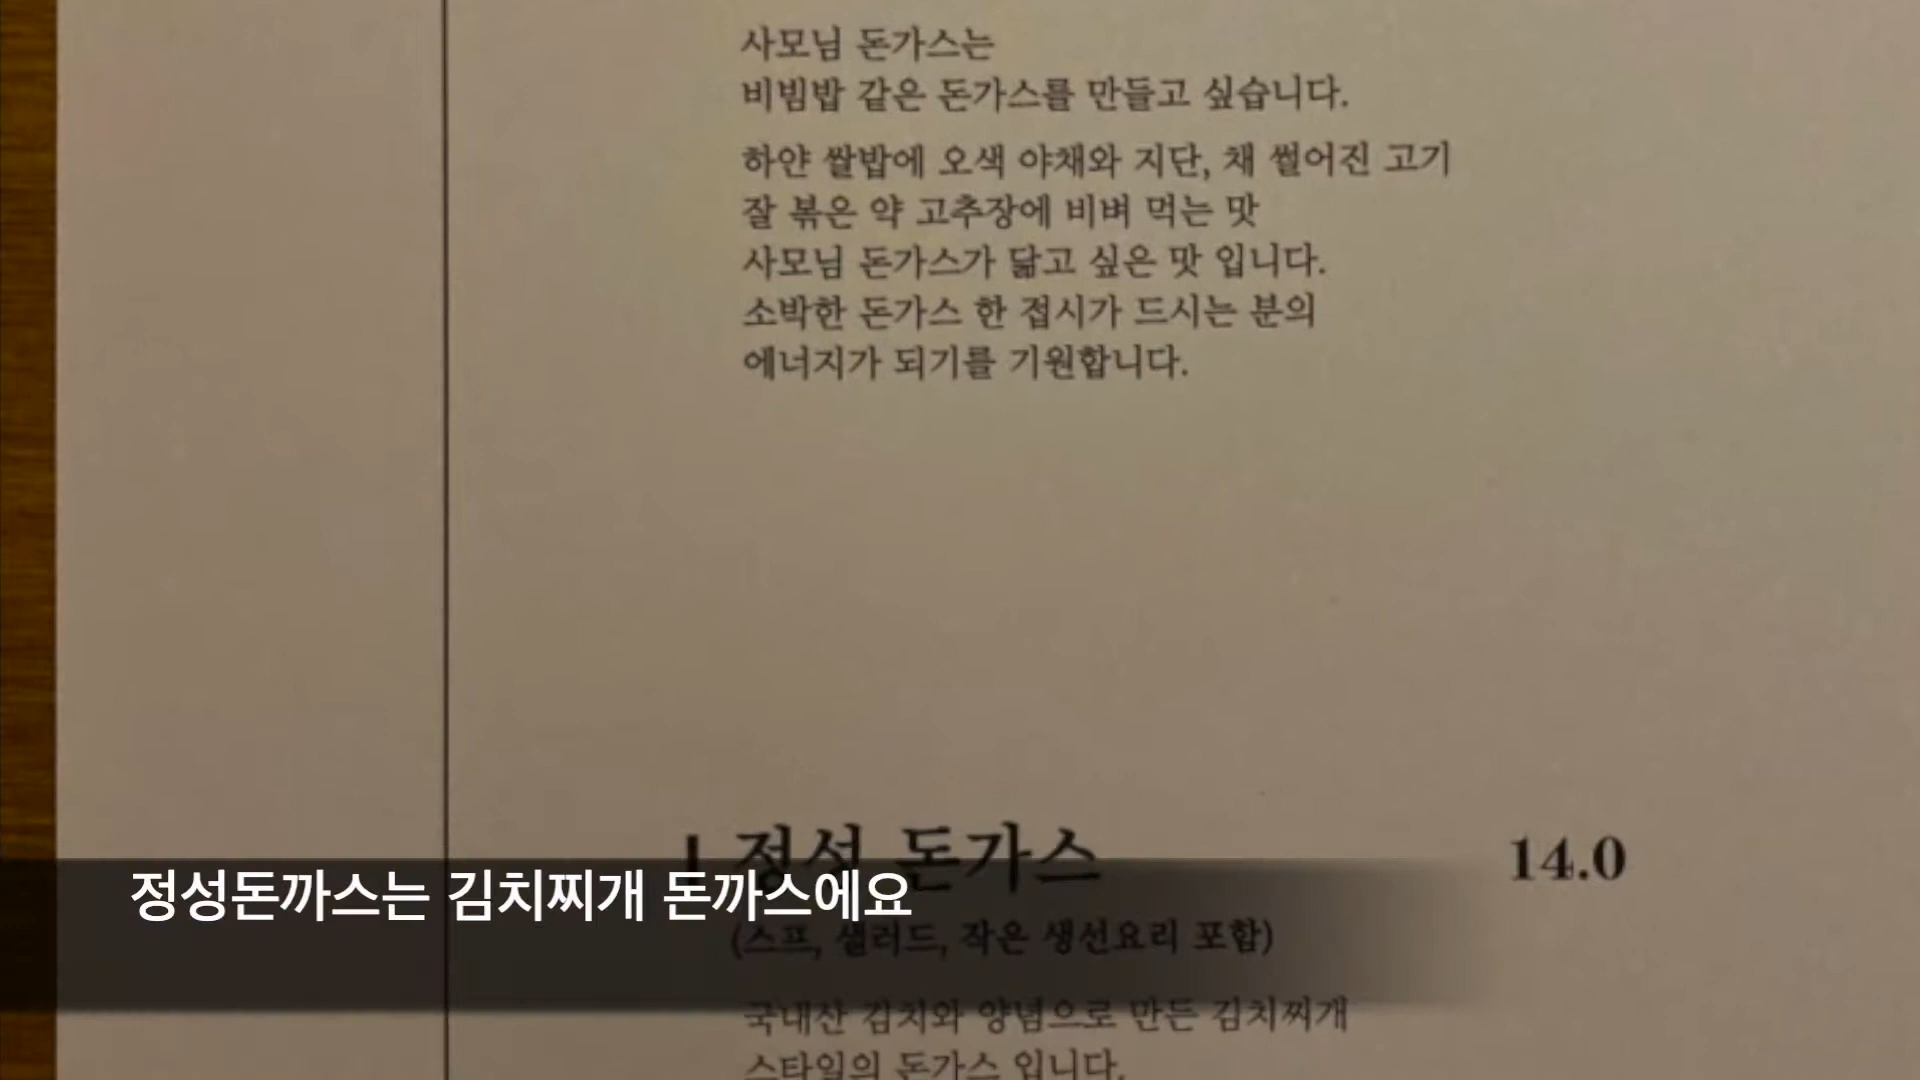 사모님 돈가스는
비빔밥 같은 돈가스를 만들고 싶습니다.
하얀 쌀밥에 오색 야채와 지단, 채 썰어진 고기
잘 볶은 약 고추장에 비벼 먹는 맛
사모님 돈가스가 닮고 싶은 맛 입니다.
소박한 돈가스 한 접시가 드시는 분의
에너지가 되기를 기원합니다.
정성 돈가스 14.0
정성돈까스는 김치찌개 돈까스에요
(스프, 샐러드, 작은 생선요리 포함)
국내산 김치와 양념으로 만든 김치찌개
스타일의 돈가스 입니다.